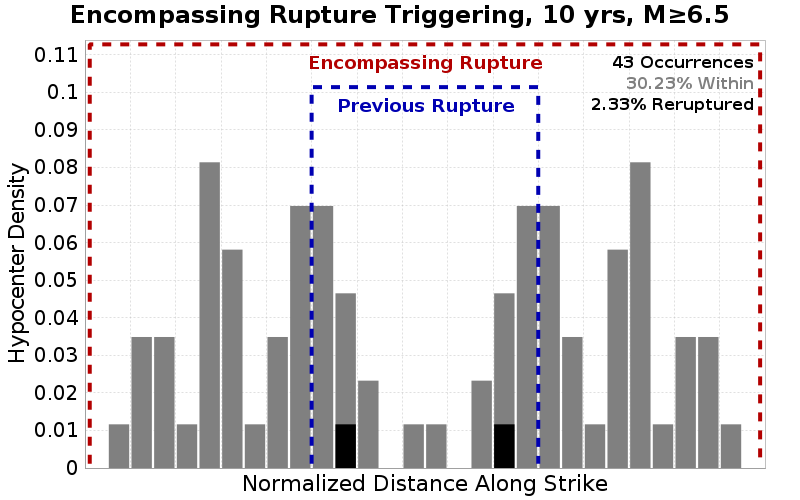 Encompassing Rupture Triggering, 10 yrs, M≥6.5
0.11
0.1
0.09
0.08
0.07
0.06
0.05
0.04
0.03
0.02
0.01
0
Hypocenter Density
Encompassing Rupture
Previous Rupture
43 Occurrences
30.23% Within
2.33% Reruptured
Normalized Distance Along Strike